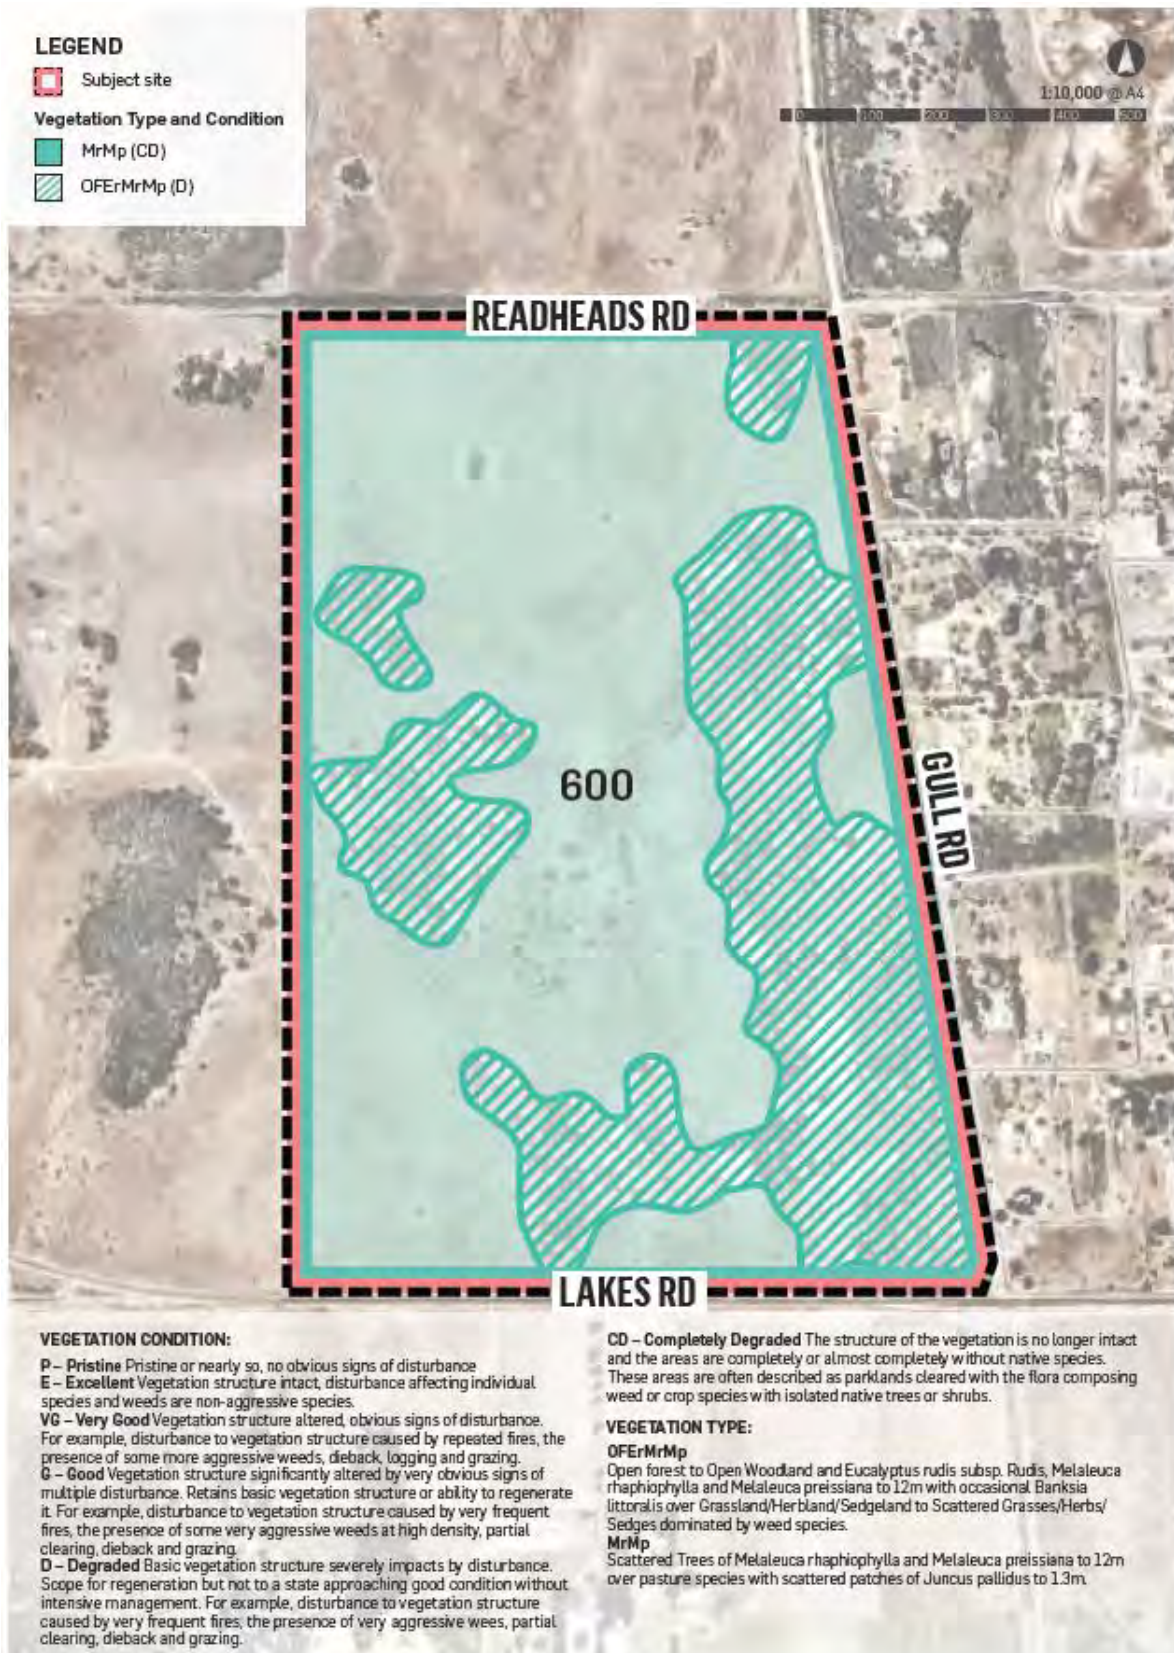 LEGEND
Subject site
Vegetation Type and Condition
MrMp (CD)
OFErMrMp (D)
1:10,000 @ A4
0 100 200 300 400 500
READHEADS RD
600
GULL RD
LAKES RD
VEGETATION CONDITION:
P – Pristine Pristine or nearly so, no obvious signs of disturbance
E – Excellent Vegetation structure intact, disturbance affecting individual
species and weeds are non-aggressive species.
VG – Very Good Vegetation structure altered, obvious signs of disturbance.
For example, disturbance to vegetation structure caused by repeated fires, the
presence of some more aggressive weeds, dieback, logging and grazing.
G – Good Vegetation structure significantly altered by very obvious signs of
multiple disturbance. Retains basic vegetation structure or ability to regenerate
it. For example, disturbance to vegetation structure caused by very frequent
fires, the presence of some very aggressive weeds at high density, partial
clearing, dieback and grazing.
D – Degraded Basic vegetation structure severely impacts by disturbance.
Scope for regeneration but not to a state approaching good condition without
intensive management. For example, disturbance to vegetation structure
caused by very frequent fires, the presence of very aggressive wees, partial
clearing, dieback and grazing.
CD – Completely Degraded The structure of the vegetation is no longer intact
and the areas are completely or almost completely without native species.
These areas are often described as parklands cleared with the flora composing
weed or crop species with isolated native trees or shrubs.
VEGETATION TYPE:
OFErMrMp
Open forest to Open Woodland and Eucalyptus rudis subsp. Rudis, Melaleuca
rhaphiophylla and Melaleuca preissiana to 12m with occasional Banksia
littoralis over Grassland/Herbland/Sedgeland to Scattered Grasses/Herbs/
Sedges dominated by weed species.
MrMp
Scattered Trees of Melaleuca rhaphiophylla and Melaleuca preissiana to 12m
over pasture species with scattered patches of Juncus pallidus to 1.3m.